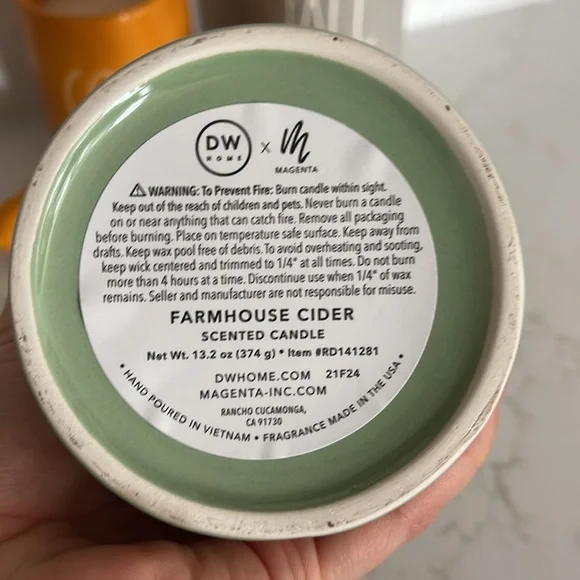 DW
HOME
x
m
MAGENTA
⚠ WARNING: To Prevent Fire: Burn candle within sight.
Keep out of the reach of children and pets. Never burn a candle
on or near anything that can catch fire. Remove all packaging
before burning. Place on temperature safe surface. Keep away from
drafts. Keep wax pool free of debris. To avoid overheating and sooting,
keep wick centered and trimmed to 1/4" at all times. Do not burn
more than 4 hours at a time. Discontinue use when 1/4" of wax
remains. Seller and manufacturer are not responsible for misuse.
FARMHOUSE CIDER
SCENTED CANDLE
Net Wt. 13.2 oz (374 g) • Item #RD141281
DWHOME.COM 21F24
MAGENTA-INC.COM
RANCHO CUCAMONGA,
CA 91730
• HAND POURED IN VIETNAM • FRAGRANCE MADE IN THE USA •